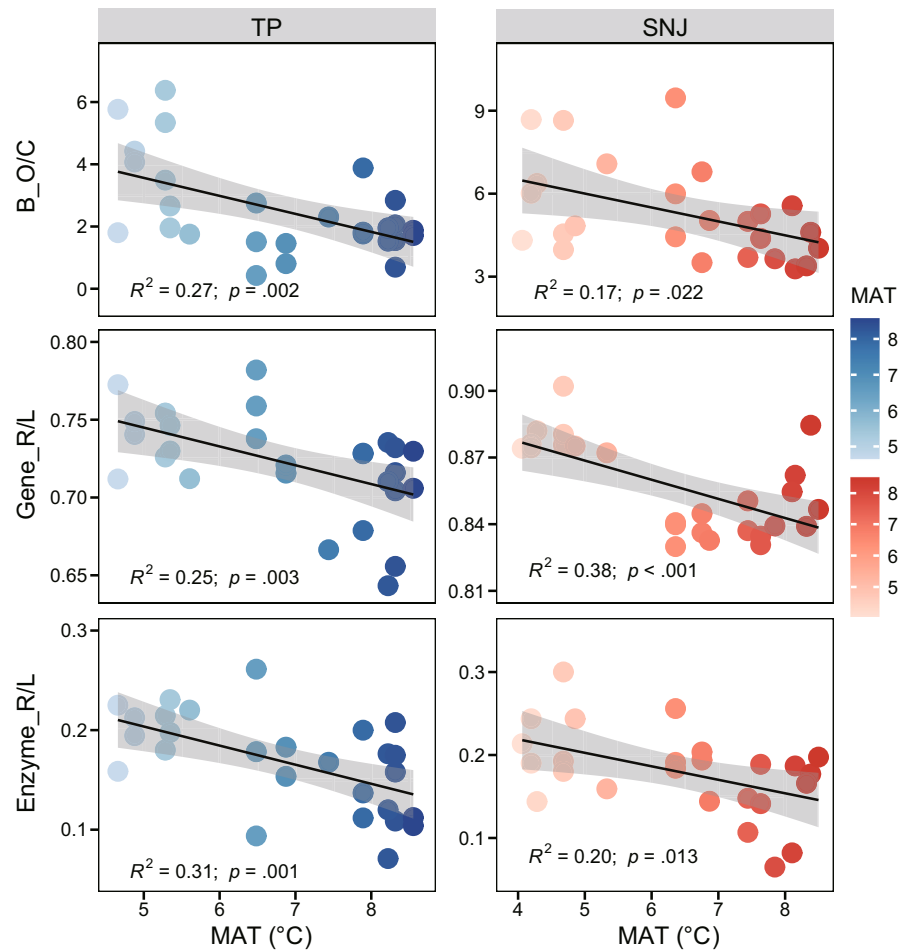 TP
SNJ
B_O/C
6
4
2
0
R² = 0.27; p = .002
9
6
3
R² = 0.17; p = .022
Gene_R/L
0.80
0.75
0.70
0.65
R² = 0.25; p = .003
0.90
0.87
0.84
0.81
R² = 0.38; p < .001
Enzyme_R/L
0.3
0.2
0.1
R² = 0.31; p = .001
0.3
0.2
0.1
R² = 0.20; p = .013
5 6 7 8
MAT (°C)
4 5 6 7 8
MAT (°C)
MAT
8
7
6
5
8
7
6
5